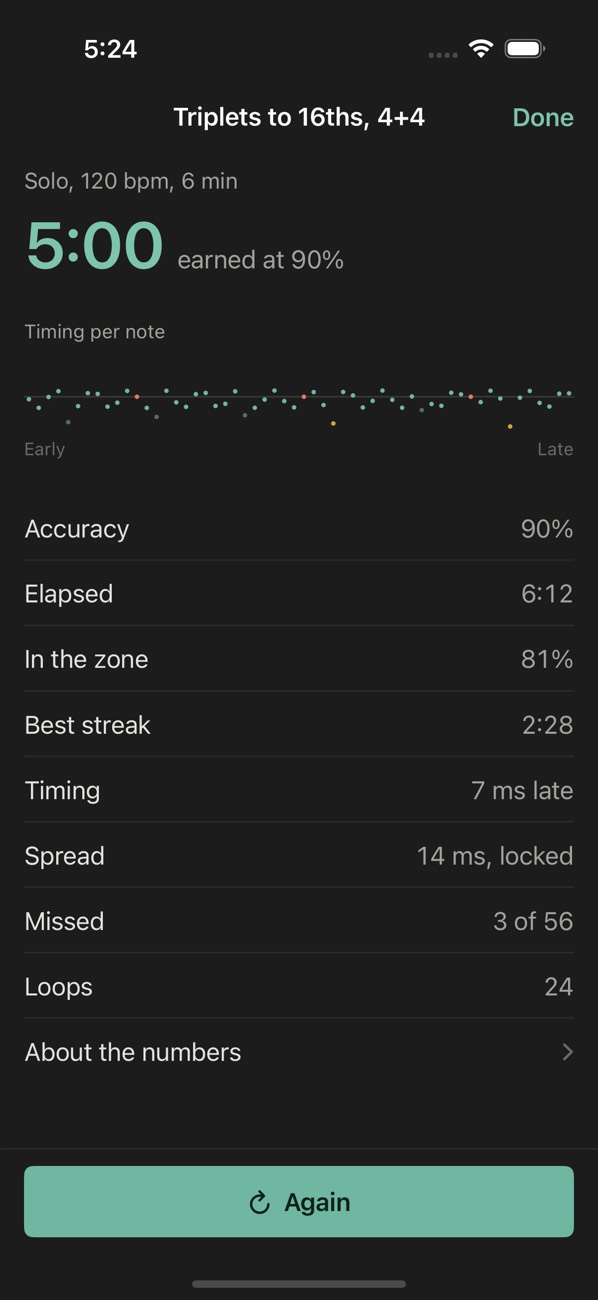 5:24
Triplets to 16ths, 4+4
Done
Solo, 120 bpm, 6 min
5:00 earned at 90%
Timing per note
Early
Late
Accuracy 90%
Elapsed 6:12
In the zone 81%
Best streak 2:28
Timing 7 ms late
Spread 14 ms, locked
Missed 3 of 56
Loops 24
About the numbers
Again